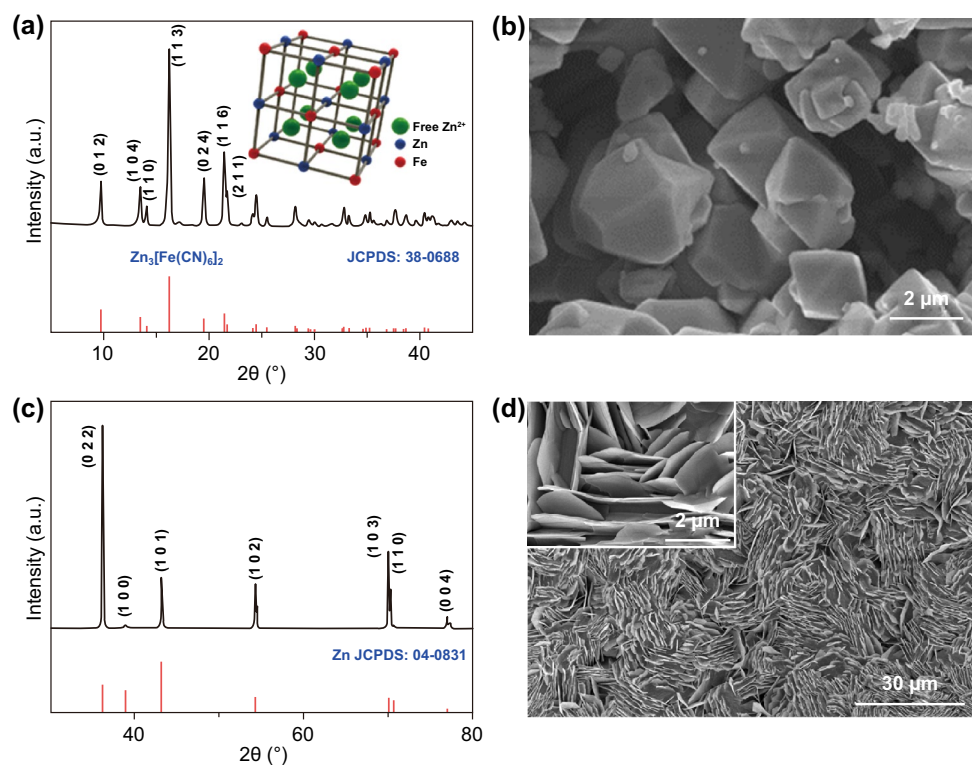 (a)
Intensity (a.u.)
(0 1 2)
(1 0 4)
(1 1 0)
(1 1 3)
(0 2 4)
(1 1 6)
(2 1 1)
Free Zn²⁺
Zn
Fe
Zn₃[Fe(CN)₆]₂
JCPDS: 38-0688
10 20 30 40
2θ (°)
(b)
2 µm
(c)
Intensity (a.u.)
(0 2 2)
(1 0 0)
(1 0 1)
(1 0 2)
(1 0 3)
(1 1 0)
(0 0 4)
Zn JCPDS: 04-0831
40 60 80
2θ (°)
(d)
2 µm
30 µm